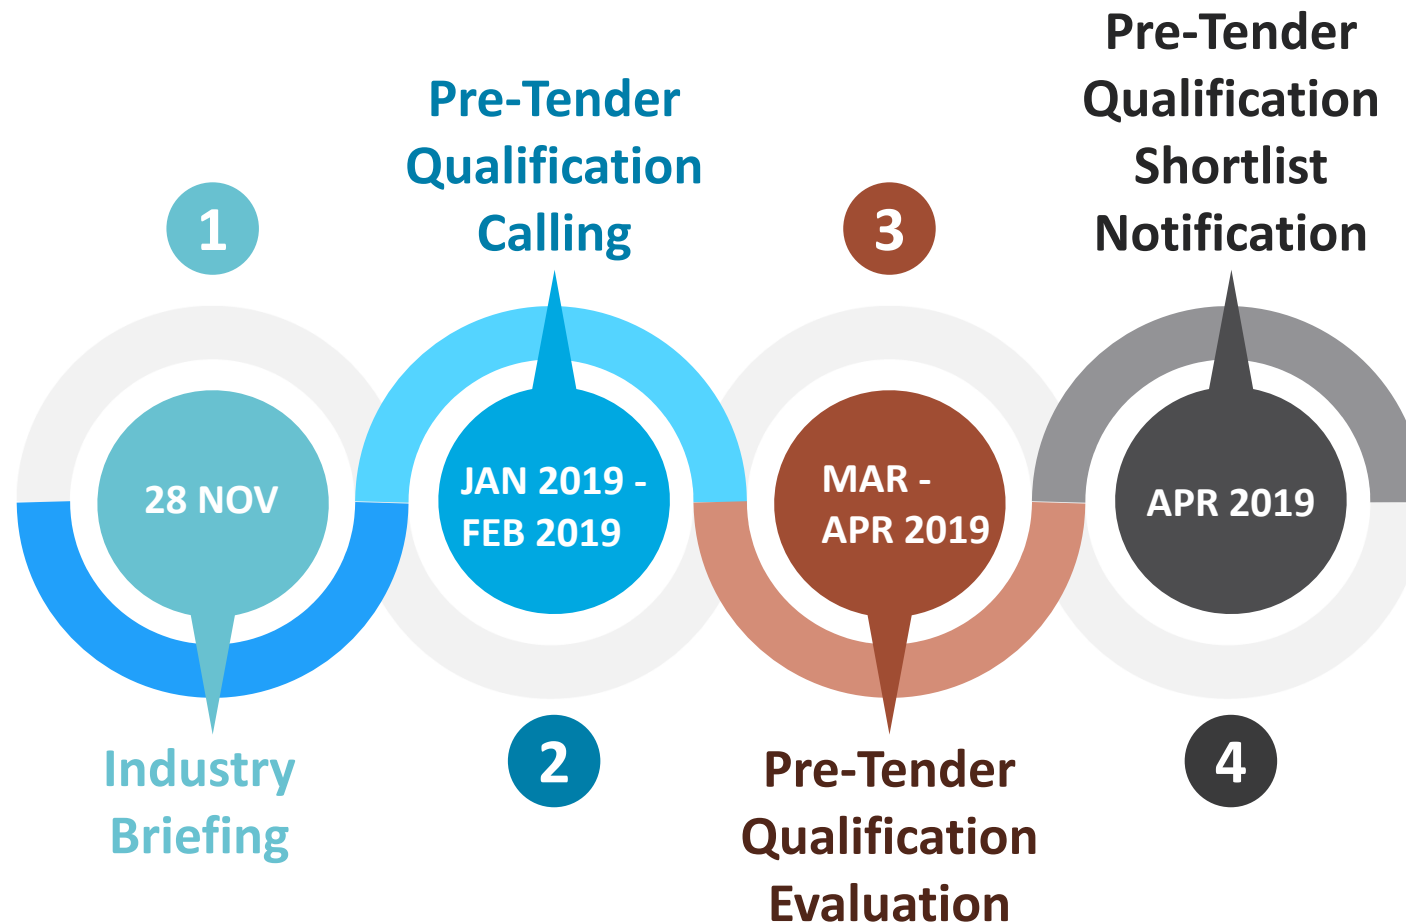 1
28 NOV
Industry
Briefing
Pre-Tender
Qualification
Calling
JAN 2019 -
FEB 2019
2
3
MAR -
APR 2019
Pre-Tender
Qualification
Evaluation
Pre-Tender
Qualification
Shortlist
Notification
APR 2019
4